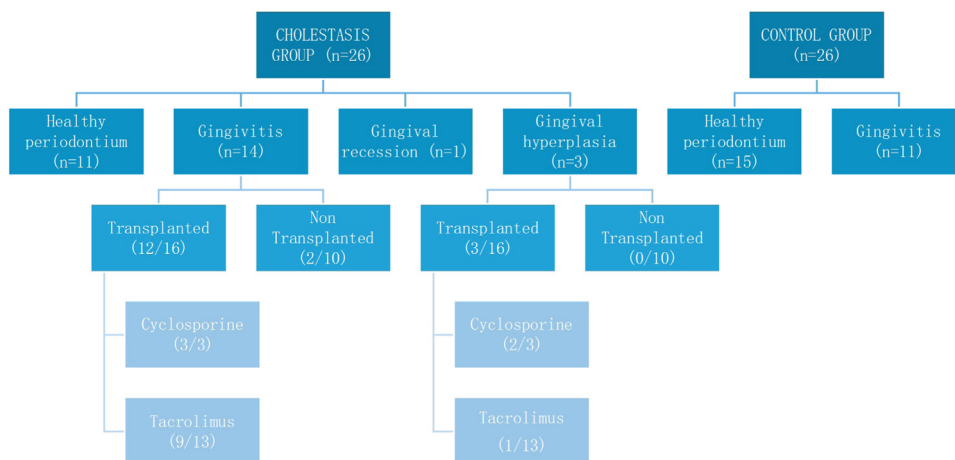 CHOLESTASIS
GROUP (n=26)
CONTROL GROUP
(n=26)
Healthy
periodontium
(n=11)
Gingivitis
(n=14)
Gingival
recession (n=1)
Gingival
hyperplasia
(n=3)
Healthy
periodontium
(n=15)
Gingivitis
(n=11)
Transplanted
(12/16)
Non
Transplanted
(2/10)
Transplanted
(3/16)
Non
Transplanted
(0/10)
Cyclosporine
(3/3)
Cyclosporine
(2/3)
Tacrolimus
(9/13)
Tacrolimus
(1/13)